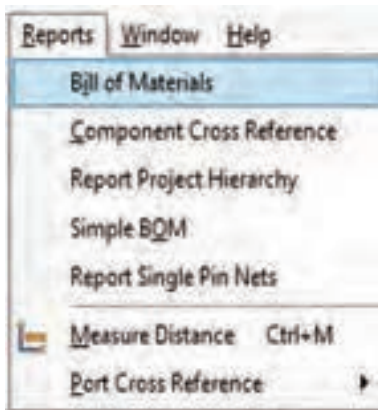 Reports Window Help
Bill of Materials
Component Cross Reference
Report Project Hierarchy
Simple BOM
Report Single Pin Nets
Measure Distance Ctrl+M
Port Cross Reference